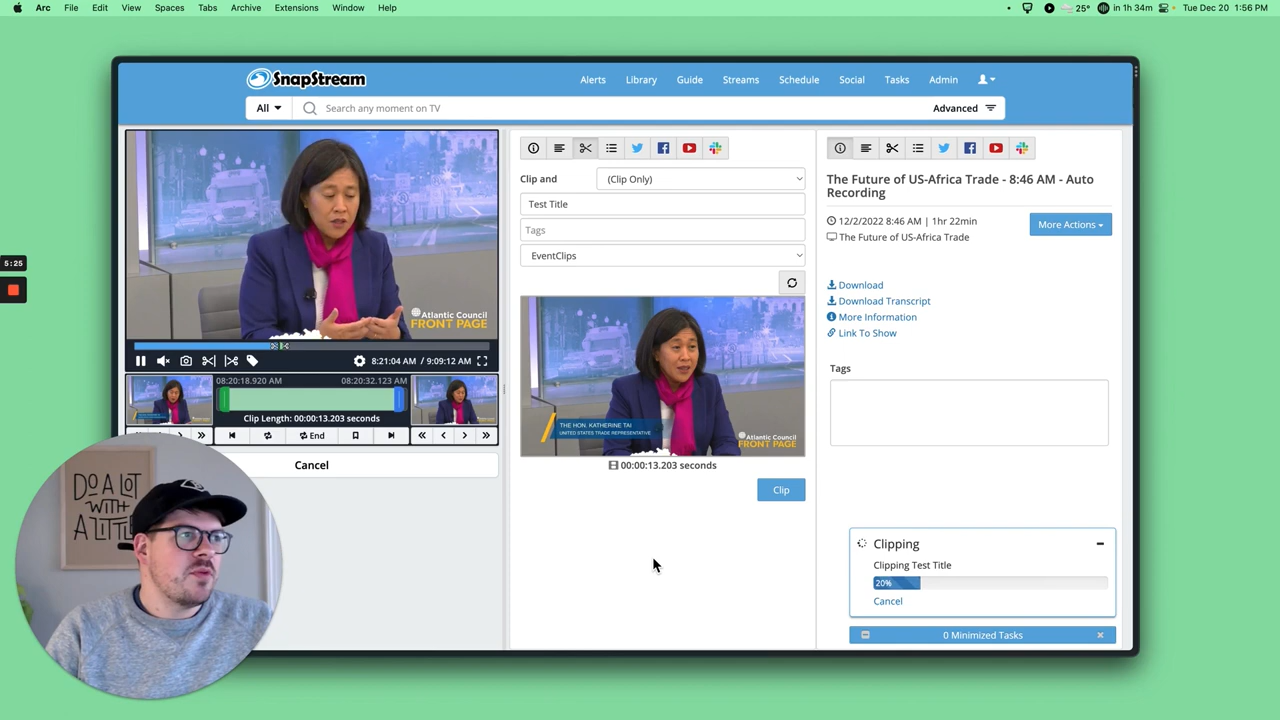 Arc File Edit View Spaces Tabs Archive Extensions Window Help
25° in 1h 34m Tue Dec 20 1:56 PM
SnapStream
Alerts Library Guide Streams Schedule Social Tasks Admin
All Search any moment on TV Advanced
5:25
Atlantic Council
FRONT PAGE
8:21:04 AM / 9:09:12 AM
08:20:18.920 AM 08:20:32.123 AM
Clip Length: 00:00:13.203 seconds
End
Cancel
DO A LOT
WITH
A LITTLE
Clip and (Clip Only)
Test Title
Tags
EventClips
THE HON. KATHERINE TAI
UNITED STATES TRADE REPRESENTATIVE
Atlantic Council
FRONT PAGE
00:00:13.203 seconds
Clip
The Future of US-Africa Trade - 8:46 AM - Auto
Recording
12/2/2022 8:46 AM | 1hr 22min
The Future of US-Africa Trade
More Actions
Download
Download Transcript
More Information
Link To Show
Tags
Clipping
Clipping Test Title
20%
Cancel
0 Minimized Tasks